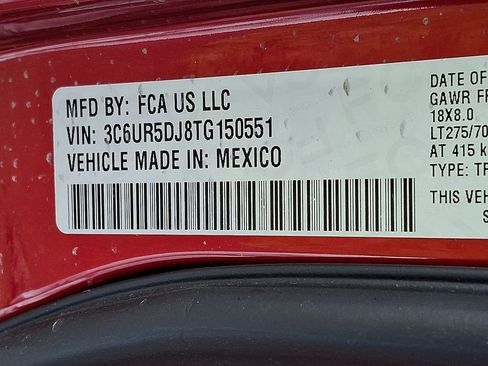 MFD BY: FCA US LLC
VIN: 3C6UR5DJ8TG150551
VEHICLE MADE IN: MEXICO
DATE OF
GAWR FR
18X8.0
LT275/70
AT 415 k
TYPE: TR
THIS VEH
S